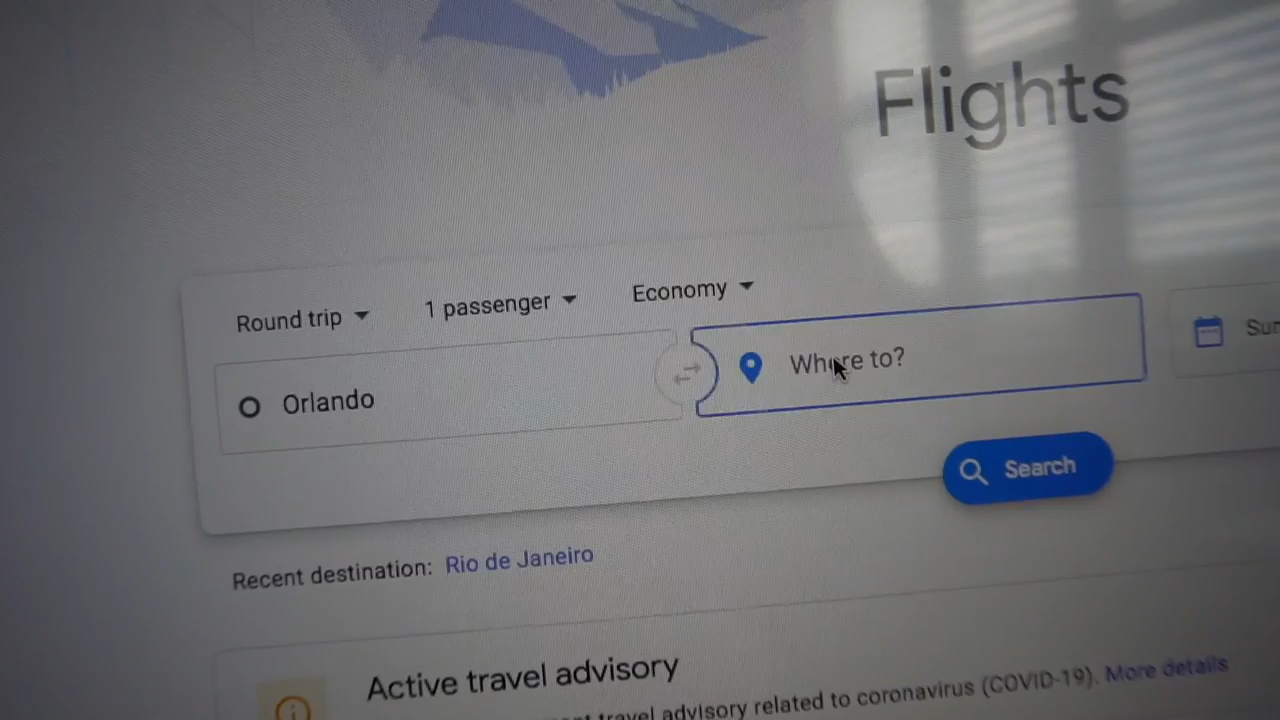 Flights
Round trip 1 passenger Economy
Orlando Where to?
Search
Recent destination: Rio de Janeiro
Active travel advisory
travel advisory related to coronavirus (COVID-19). More details